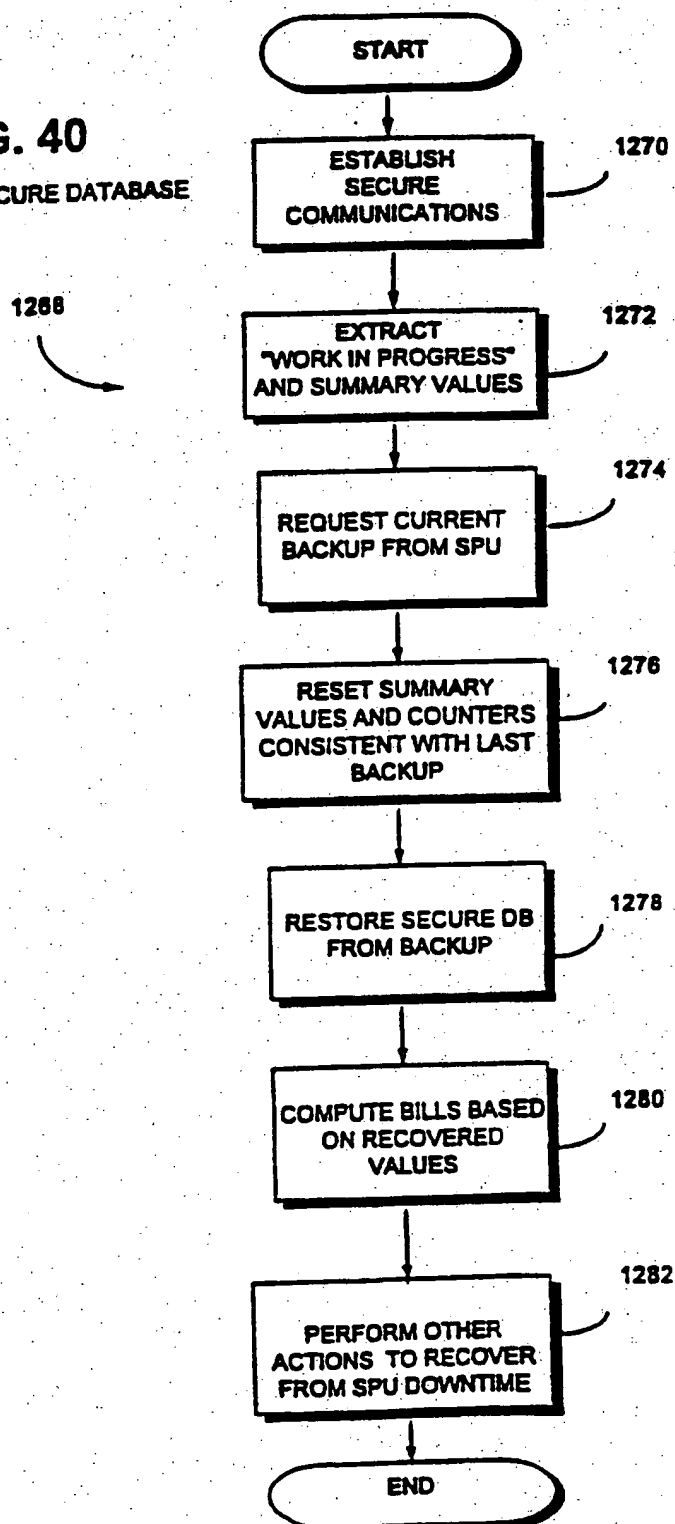 START
G. 40
CURE DATABASE
ESTABLISH
SECURE
COMMUNICATIONS
1270
1268
EXTRACT
"WORK IN PROGRESS"
AND SUMMARY VALUES
1272
REQUEST CURRENT
BACKUP FROM SPU
1274
RESET SUMMARY
VALUES AND COUNTERS
CONSISTENT WITH LAST
BACKUP
1276
RESTORE SECURE DB
FROM BACKUP
1278
COMPUTE BILLS BASED
ON RECOVERED
VALUES
1280
PERFORM OTHER
ACTIONS TO RECOVER
FROM SPU DOWNTIME
1282
END